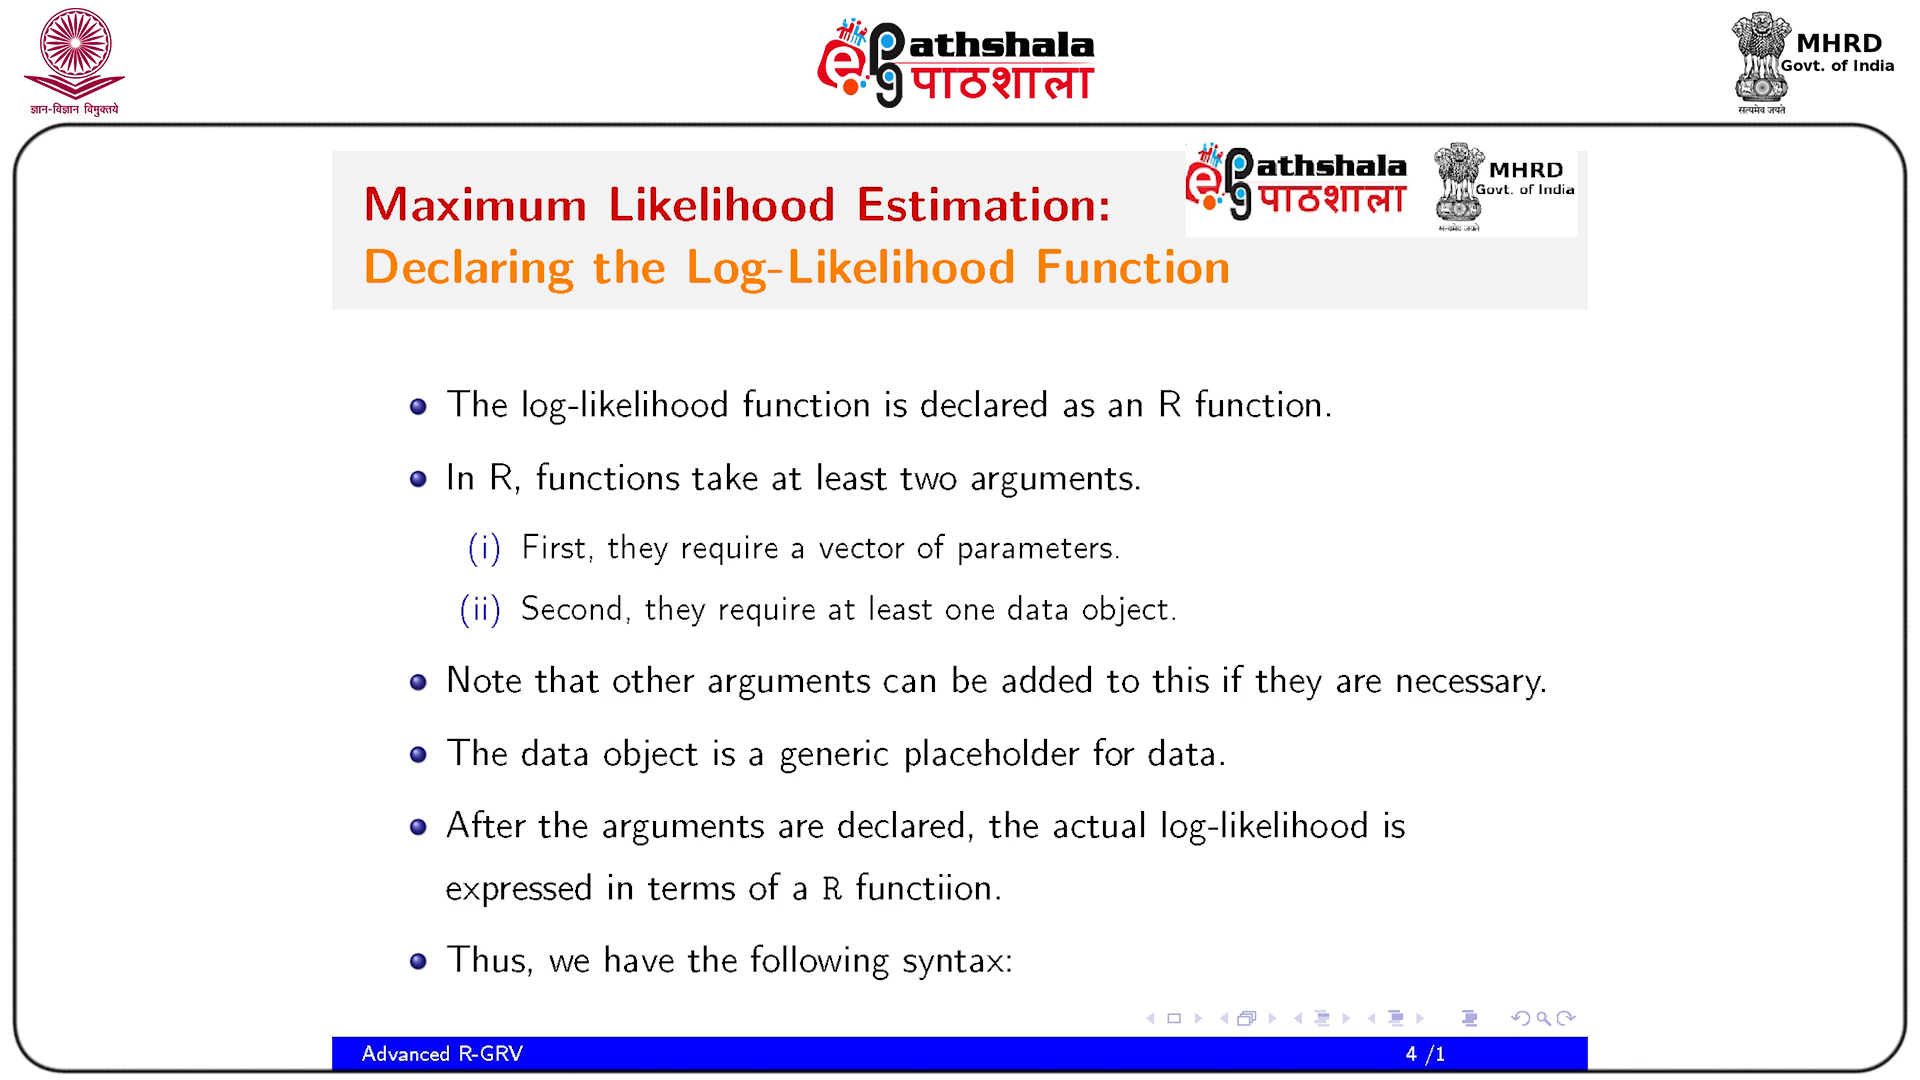 ज्ञान-विज्ञान विमुक्तये
ePG athshala
पाठशाला
MHRD
Govt. of India
सत्यमेव जयते
ePG athshala
पाठशाला
MHRD
Govt. of India
सत्यमेव जयते
Maximum Likelihood Estimation:
Declaring the Log-Likelihood Function
The log-likelihood function is declared as an R function.
In R, functions take at least two arguments.
(i) First, they require a vector of parameters.
(ii) Second, they require at least one data object.
Note that other arguments can be added to this if they are necessary.
The data object is a generic placeholder for data.
After the arguments are declared, the actual log-likelihood is
expressed in terms of a R functiion.
Thus, we have the following syntax:
Advanced R-GRV 4 /1